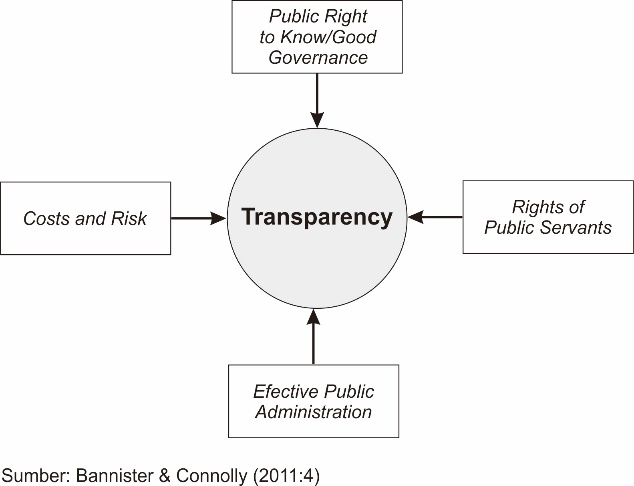 Public Right
to Know/Good
Governance
Costs and Risk
Transparency
Rights of
Public Servants
Efective Public
Administration
Sumber: Bannister & Connolly (2011:4)